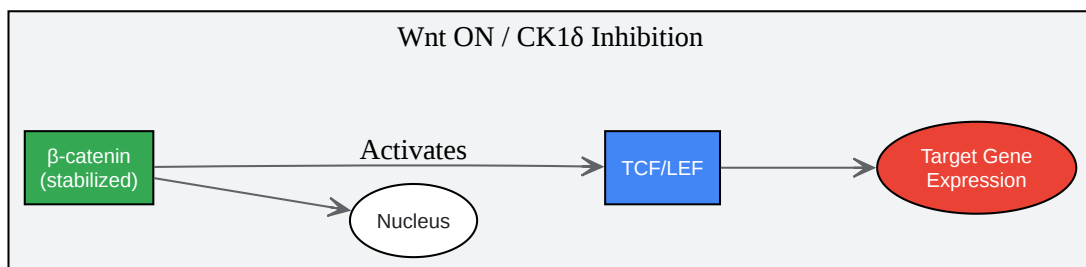 Wnt ON / CK1δ Inhibition
β-catenin
(stabilized)
Activates
Nucleus
TCF/LEF
Target Gene
Expression